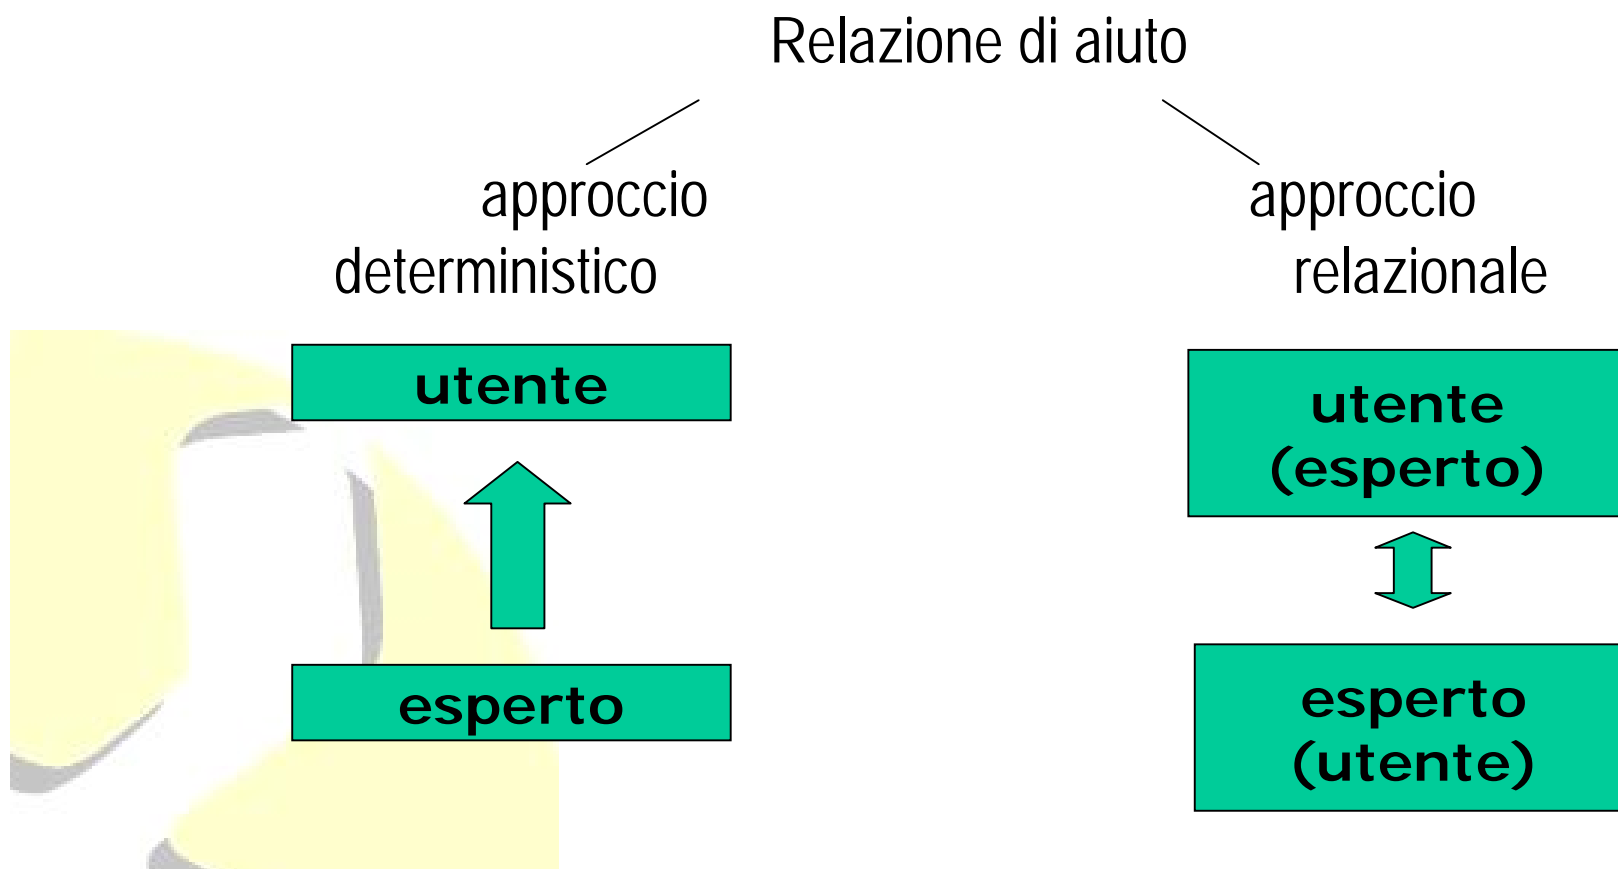 Relazione di aiuto
approccio
deterministico
utente
esperto
approccio
relazionale
utente
(esperto)
esperto
(utente)